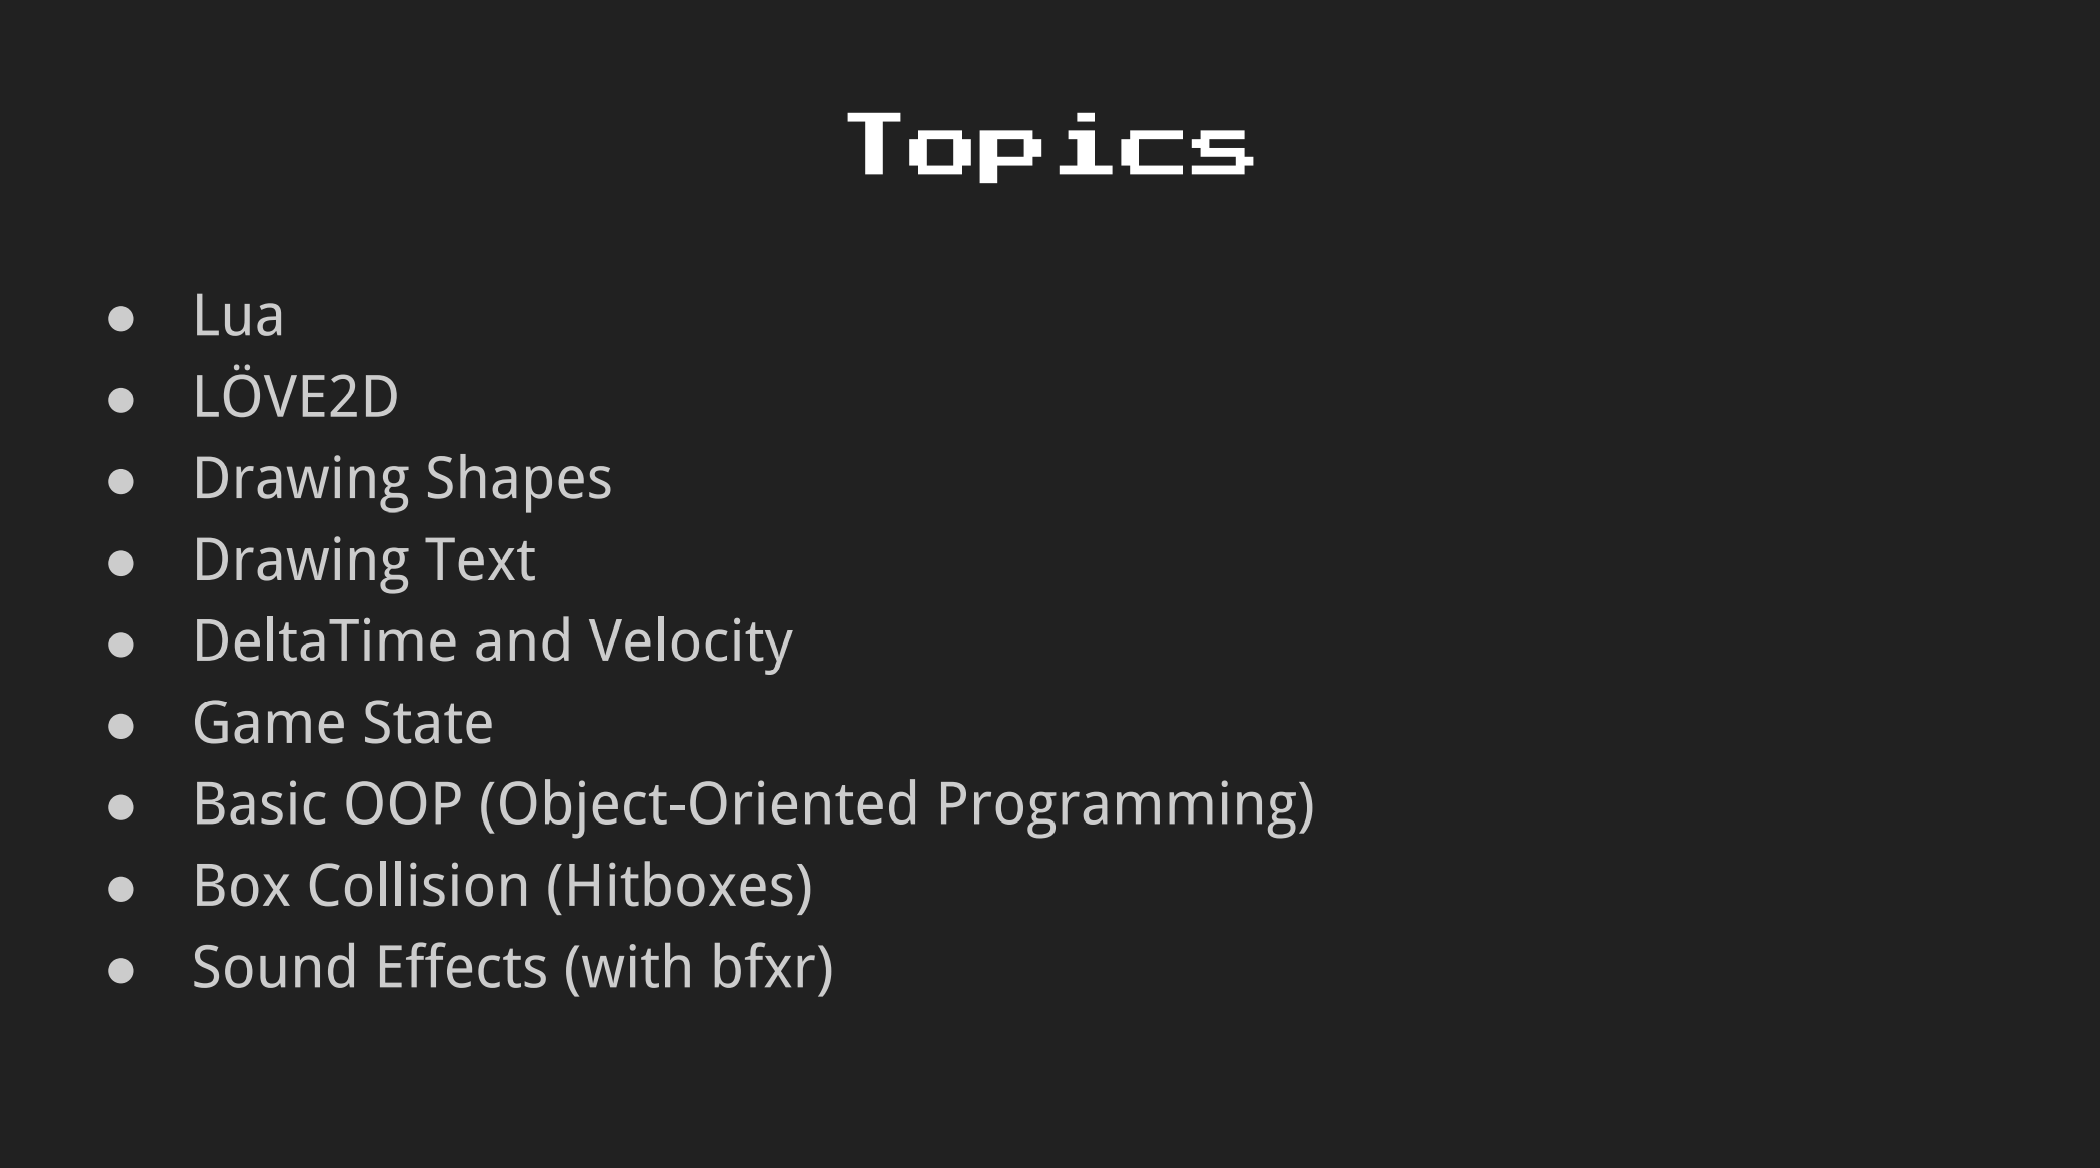 Topics
● Lua
● LÖVE2D
● Drawing Shapes
● Drawing Text
● DeltaTime and Velocity
● Game State
● Basic OOP (Object-Oriented Programming)
● Box Collision (Hitboxes)
● Sound Effects (with bfxr)